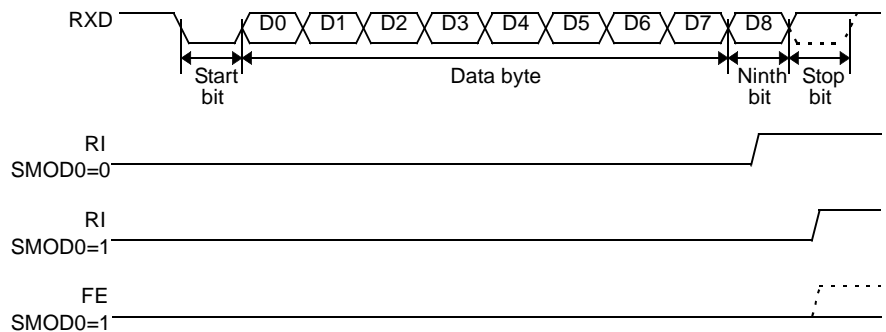 RXD D0 D1 D2 D3 D4 D5 D6 D7 D8
Start bit
Data byte
Ninth bit
Stop bit
RI
SMOD0=0
RI
SMOD0=1
FE
SMOD0=1